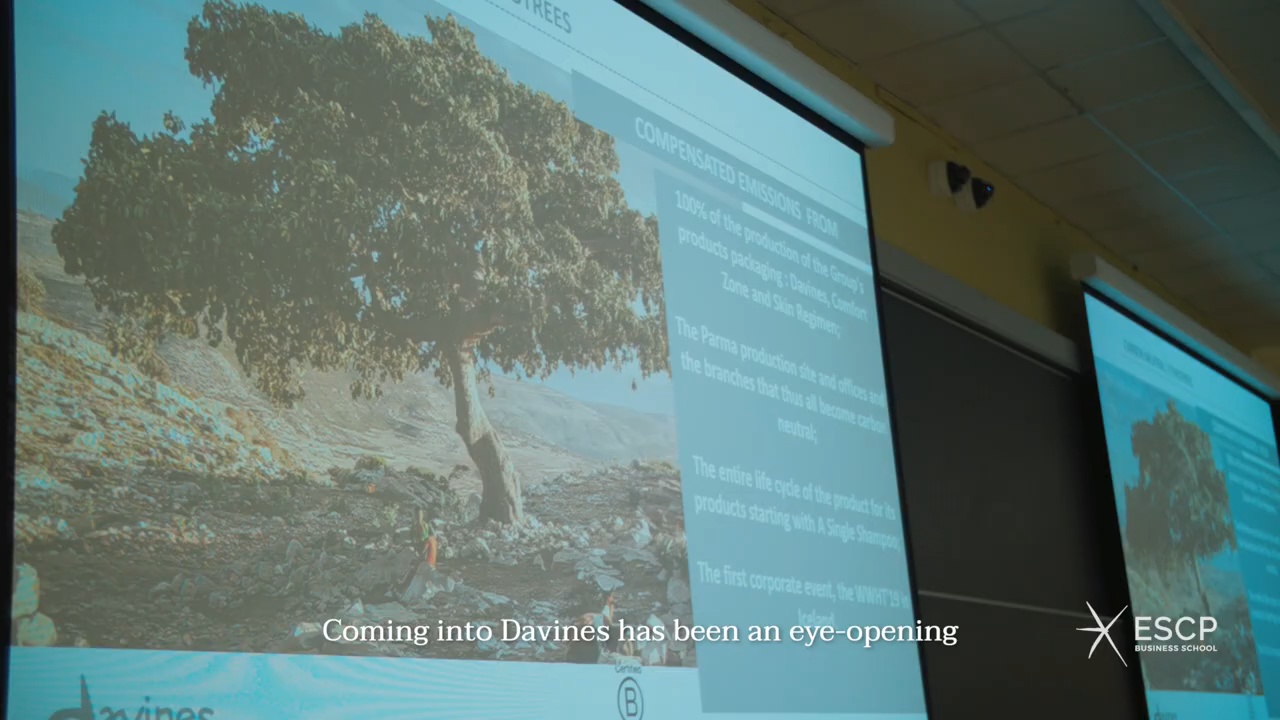 COMPENSATED EMISSIONS FROM
100% of the production of the Group's
products packaging : Davines, Comfort
Zone and Skin Regimen;
The Parma production site and offices and
the branches that thus all become carbon
neutral;
The entire life cycle of the product for its
products starting with A Single Shampoo;
The first corporate event, the WWHT'19 in
Iceland
Coming into Davines has been an eye-opening
ESCP
BUSINESS SCHOOL
Certified
B
davines